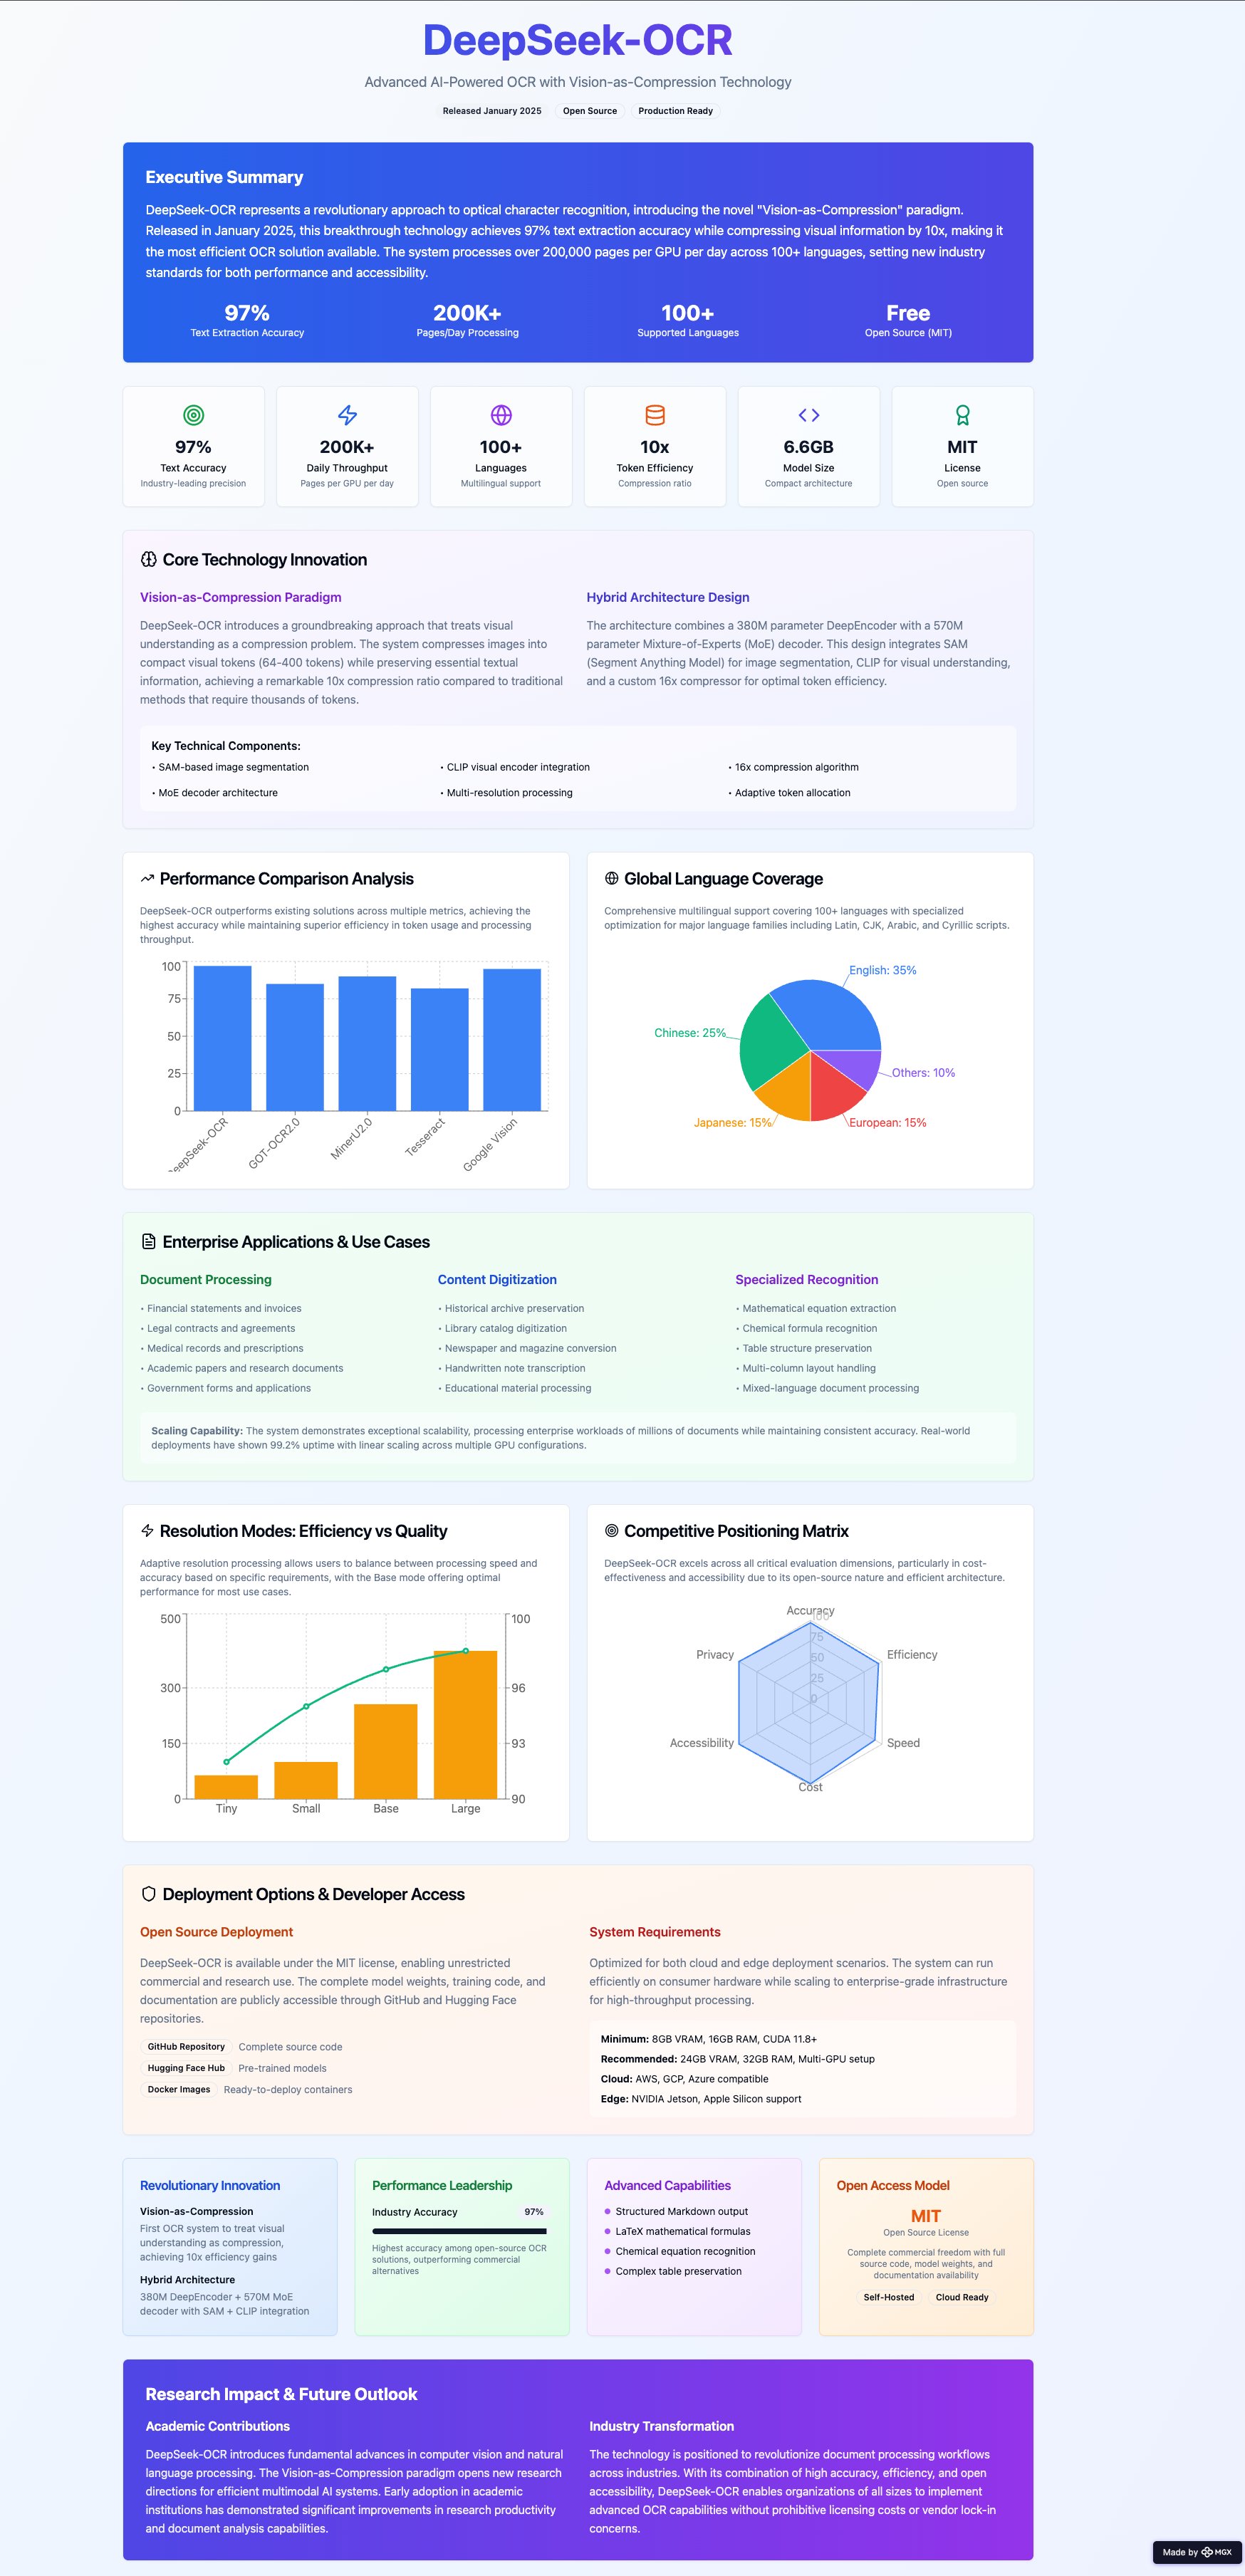 DeepSeek-OCR
Advanced AI-Powered OCR with Vision-as-Compression Technology
Released January 2025 Open Source Production Ready
Executive Summary
DeepSeek-OCR represents a revolutionary approach to optical character recognition, introducing the novel "Vision-as-Compression" paradigm.
Released in January 2025, this breakthrough technology achieves 97% text extraction accuracy while compressing visual information by 10x, making it
the most efficient OCR solution available. The system processes over 200,000 pages per GPU per day across 100+ languages, setting new industry
standards for both performance and accessibility.
97% 200K+ 100+ Free
Text Extraction Accuracy Pages/Day Processing Supported Languages Open Source (MIT)
97% 200K+ 100+ 10x 6.6GB MIT
Text Accuracy Daily Throughput Languages Token Efficiency Model Size License
Industry-leading precision Pages per GPU per day Multilingual support Compression ratio Compact architecture Open source
Core Technology Innovation
Vision-as-Compression Paradigm
DeepSeek-OCR introduces a groundbreaking approach that treats visual
understanding as a compression problem. The system compresses images into
compact visual tokens (64-400 tokens) while preserving essential textual
information, achieving a remarkable 10x compression ratio compared to traditional
methods that require thousands of tokens.
Hybrid Architecture Design
The architecture combines a 380M parameter DeepEncoder with a 570M
parameter Mixture-of-Experts (MoE) decoder. This design integrates SAM
(Segment Anything Model) for image segmentation, CLIP for visual understanding,
and a custom 16x compressor for optimal token efficiency.
Key Technical Components:
• SAM-based image segmentation • CLIP visual encoder integration • 16x compression algorithm
• MoE decoder architecture • Multi-resolution processing • Adaptive token allocation
Performance Comparison Analysis
DeepSeek-OCR outperforms existing solutions across multiple metrics, achieving the
highest accuracy while maintaining superior efficiency in token usage and processing
throughput.
100
75
50
25
0
eepSeek-OCR GOT-OCR2.0 MinerU2.0 Tesseract Google Vision
Global Language Coverage
Comprehensive multilingual support covering 100+ languages with specialized
optimization for major language families including Latin, CJK, Arabic, and Cyrillic scripts.
English: 35%
Chinese: 25%
Others: 10%
Japanese: 15% European: 15%
Enterprise Applications & Use Cases
Document Processing
• Financial statements and invoices
• Legal contracts and agreements
• Medical records and prescriptions
• Academic papers and research documents
• Government forms and applications
Content Digitization
• Historical archive preservation
• Library catalog digitization
• Newspaper and magazine conversion
• Handwritten note transcription
• Educational material processing
Specialized Recognition
• Mathematical equation extraction
• Chemical formula recognition
• Table structure preservation
• Multi-column layout handling
• Mixed-language document processing
Scaling Capability: The system demonstrates exceptional scalability, processing enterprise workloads of millions of documents while maintaining consistent accuracy. Real-world
deployments have shown 99.2% uptime with linear scaling across multiple GPU configurations.
Resolution Modes: Efficiency vs Quality
Adaptive resolution processing allows users to balance between processing speed and
accuracy based on specific requirements, with the Base mode offering optimal
performance for most use cases.
500 100
300 96
150 93
0 90
Tiny Small Base Large
Competitive Positioning Matrix
DeepSeek-OCR excels across all critical evaluation dimensions, particularly in cost-
effectiveness and accessibility due to its open-source nature and efficient architecture.
Accuracy
100
75
Privacy Efficiency
50
25
0
Accessibility Speed
Cost
Deployment Options & Developer Access
Open Source Deployment
DeepSeek-OCR is available under the MIT license, enabling unrestricted
commercial and research use. The complete model weights, training code, and
documentation are publicly accessible through GitHub and Hugging Face
repositories.
GitHub Repository Complete source code
Hugging Face Hub Pre-trained models
Docker Images Ready-to-deploy containers
System Requirements
Optimized for both cloud and edge deployment scenarios. The system can run
efficiently on consumer hardware while scaling to enterprise-grade infrastructure
for high-throughput processing.
Minimum: 8GB VRAM, 16GB RAM, CUDA 11.8+
Recommended: 24GB VRAM, 32GB RAM, Multi-GPU setup
Cloud: AWS, GCP, Azure compatible
Edge: NVIDIA Jetson, Apple Silicon support
Revolutionary Innovation
Vision-as-Compression
First OCR system to treat visual
understanding as compression,
achieving 10x efficiency gains
Hybrid Architecture
380M DeepEncoder + 570M MoE
decoder with SAM + CLIP integration
Performance Leadership
Industry Accuracy 97%
Highest accuracy among open-source OCR
solutions, outperforming commercial
alternatives
Advanced Capabilities
Structured Markdown output
LaTeX mathematical formulas
Chemical equation recognition
Complex table preservation
Open Access Model
MIT
Open Source License
Complete commercial freedom with full
source code, model weights, and
documentation availability
Self-Hosted Cloud Ready
Research Impact & Future Outlook
Academic Contributions
DeepSeek-OCR introduces fundamental advances in computer vision and natural
language processing. The Vision-as-Compression paradigm opens new research
directions for efficient multimodal AI systems. Early adoption in academic
institutions has demonstrated significant improvements in research productivity
and document analysis capabilities.
Industry Transformation
The technology is positioned to revolutionize document processing workflows
across industries. With its combination of high accuracy, efficiency, and open
accessibility, DeepSeek-OCR enables organizations of all sizes to implement
advanced OCR capabilities without prohibitive licensing costs or vendor lock-in
concerns.
Made by MGX